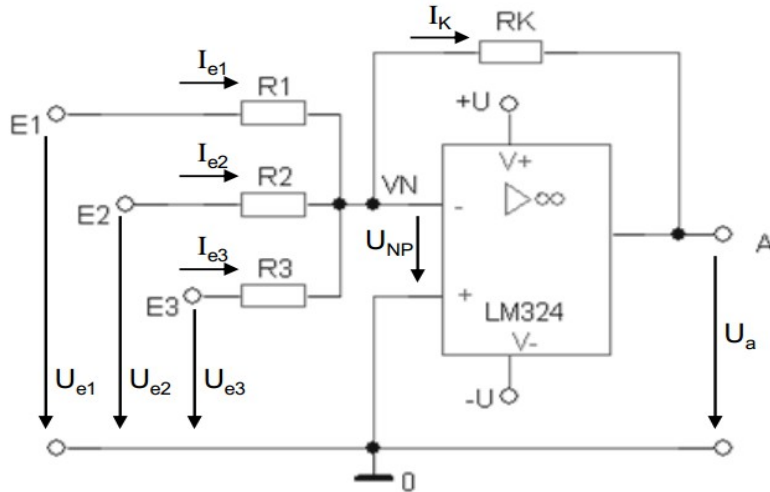 I_K RK
I_e1
R1
+U
E1
V+
I_e2
R2 VN
∞
E2
-
U_NP
I_e3
R3
E3
+
LM324
A
V-
U_a
U_e1 U_e2 U_e3
-U
0